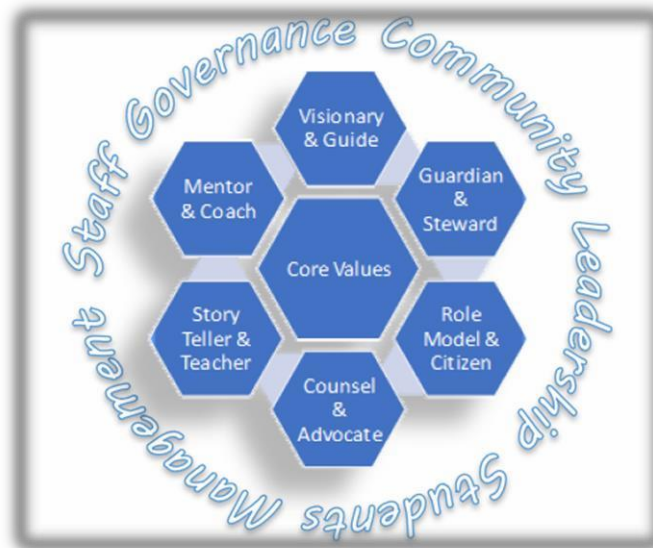 Staff Governance Community Leadership Students Management
Visionary
& Guide
Guardian
&
Steward
Role
Model &
Citizen
Counsel
&
Advocate
Story
Teller &
Teacher
Mentor
& Coach
Core Values